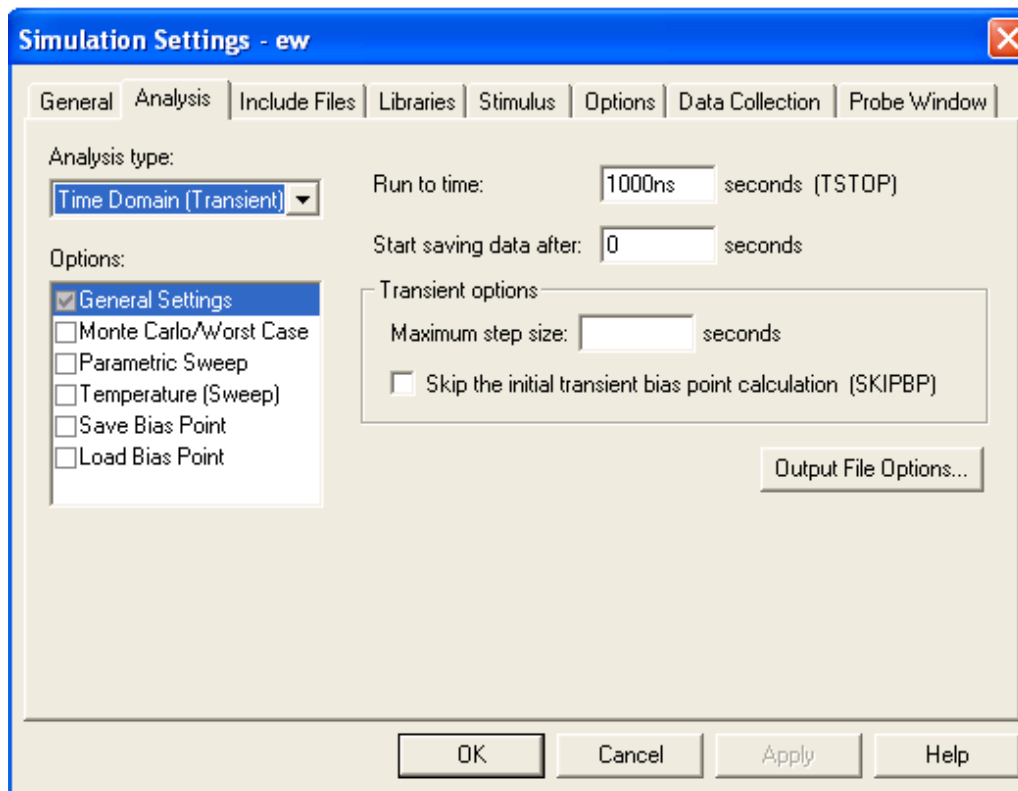 Simulation Settings - ew
General Analysis Include Files Libraries Stimulus Options Data Collection Probe Window
Analysis type:
Time Domain (Transient)
Options:
General Settings
Monte Carlo/Worst Case
Parametric Sweep
Temperature (Sweep)
Save Bias Point
Load Bias Point
Run to time: 1000ns seconds (TSTOP)
Start saving data after: 0 seconds
Transient options
Maximum step size: seconds
Skip the initial transient bias point calculation (SKIPBP)
Output File Options...
OK Cancel Apply Help